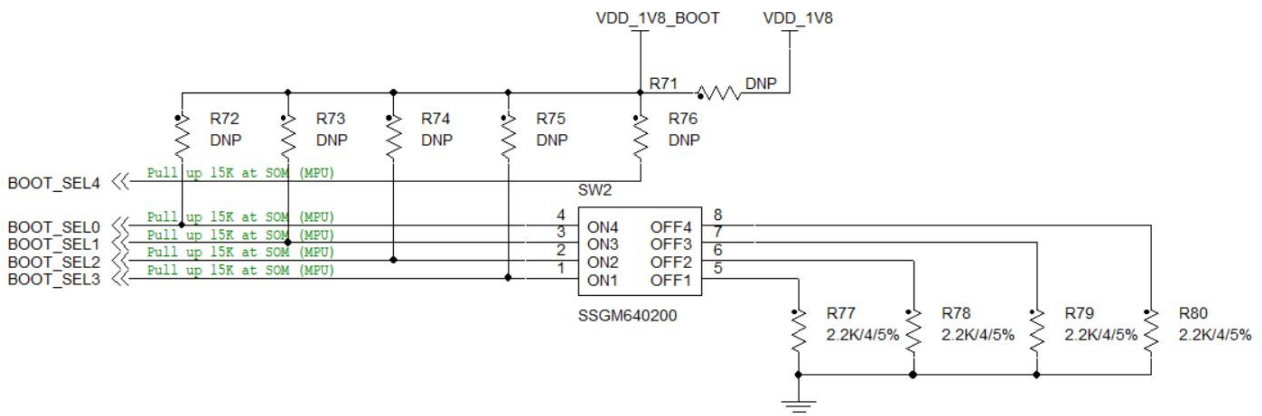 VDD_1V8_BOOT VDD_1V8
R71 DNP
R72 R73 R74 R75 R76
DNP DNP DNP DNP DNP
Pull up 15K at SOM (MPU)
BOOT_SEL4
SW2
Pull up 15K at SOM (MPU) 4 8
BOOT_SEL0 ON4 OFF4
Pull up 15K at SOM (MPU) 3 7
BOOT_SEL1 ON3 OFF3
Pull up 15K at SOM (MPU) 2 6
BOOT_SEL2 ON2 OFF2
Pull up 15K at SOM (MPU) 1 5
BOOT_SEL3 ON1 OFF1
SSGM640200
R77 R78 R79 R80
2.2K/4/5% 2.2K/4/5% 2.2K/4/5% 2.2K/4/5%